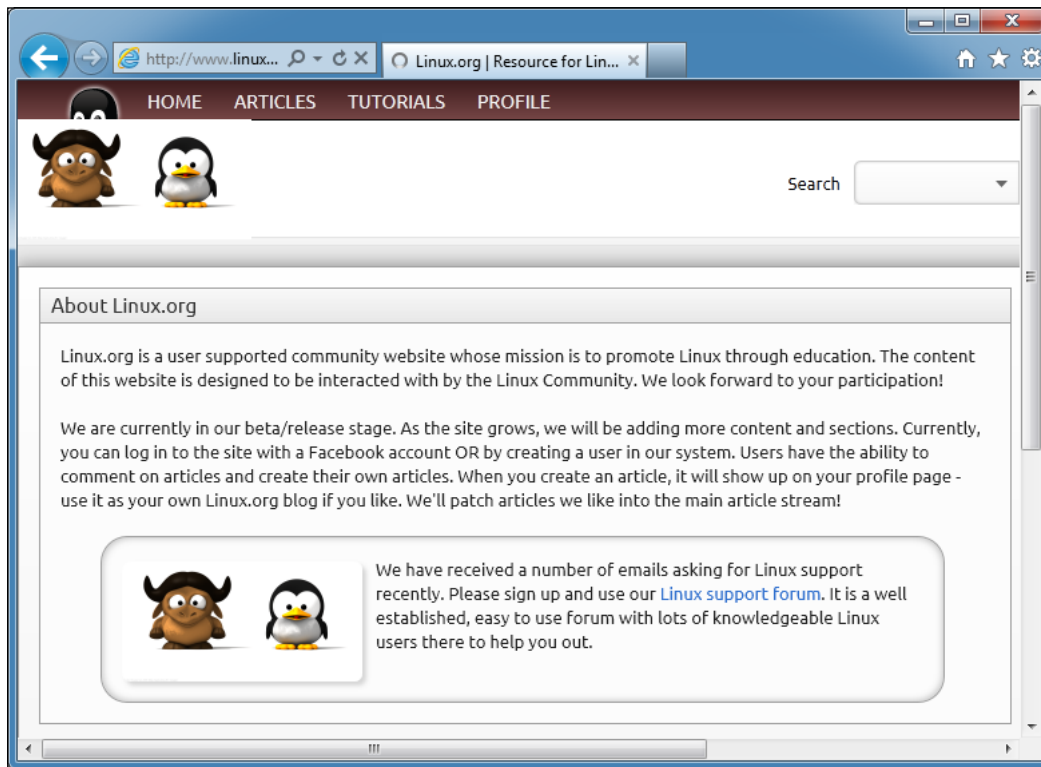 http://www.linux...
Linux.org | Resource for Lin...
HOME ARTICLES TUTORIALS PROFILE
Search
About Linux.org
Linux.org is a user supported community website whose mission is to promote Linux through education. The content
of this website is designed to be interacted with by the Linux Community. We look forward to your participation!
We are currently in our beta/release stage. As the site grows, we will be adding more content and sections. Currently,
you can log in to the site with a Facebook account OR by creating a user in our system. Users have the ability to
comment on articles and create their own articles. When you create an article, it will show up on your profile page -
use it as your own Linux.org blog if you like. We'll patch articles we like into the main article stream!
We have received a number of emails asking for Linux support
recently. Please sign up and use our Linux support forum. It is a well
established, easy to use forum with lots of knowledgeable Linux
users there to help you out.